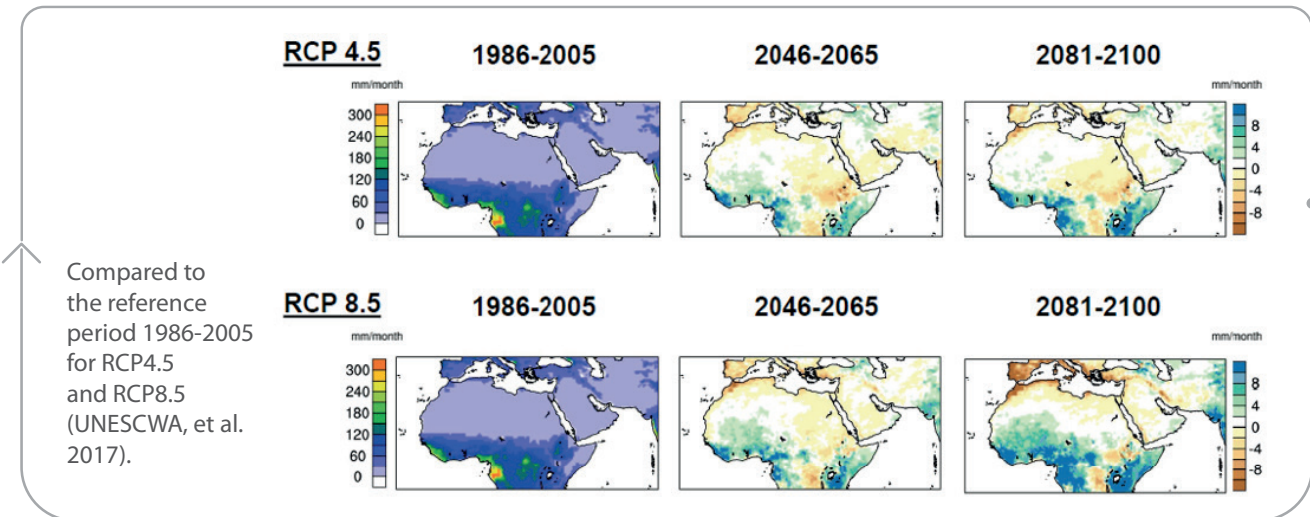 RCP 4.5 1986-2005 2046-2065 2081-2100
mm/month
300
240
180
120
60
0
8
4
0
-4
-8
Compared to
the reference
period 1986-2005
for RCP4.5
and RCP8.5
(UNESCWA, et al.
2017).
RCP 8.5 1986-2005 2046-2065 2081-2100
mm/month mm/month
300
240
180
120
60
0
8
4
0
-4
-8